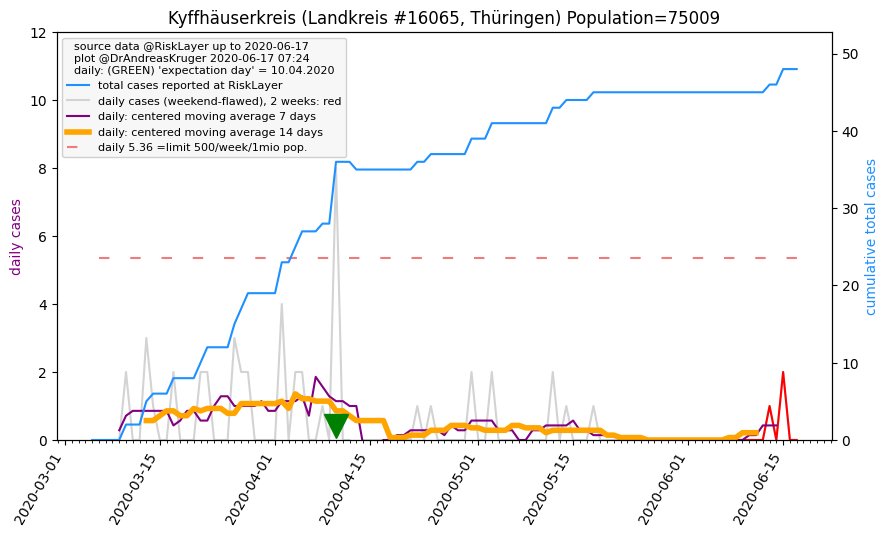 Kyffhäuserkreis (Landkreis #16065, Thüringen) Population=75009
source data @RiskLayer up to 2020-06-17
plot @DrAndreasKruger 2020-06-17 07:24
daily: (GREEN) 'expectation day' = 10.04.2020
total cases reported at RiskLayer
daily cases (weekend-flawed), 2 weeks: red
daily: centered moving average 7 days
daily: centered moving average 14 days
daily 5.36 =limit 500/week/1mio pop.
daily cases
12
10
8
6
4
2
0
cumulative total cases
50
40
30
20
10
0
2020-03-01
2020-03-15
2020-04-01
2020-04-15
2020-05-01
2020-05-15
2020-06-01
2020-06-15